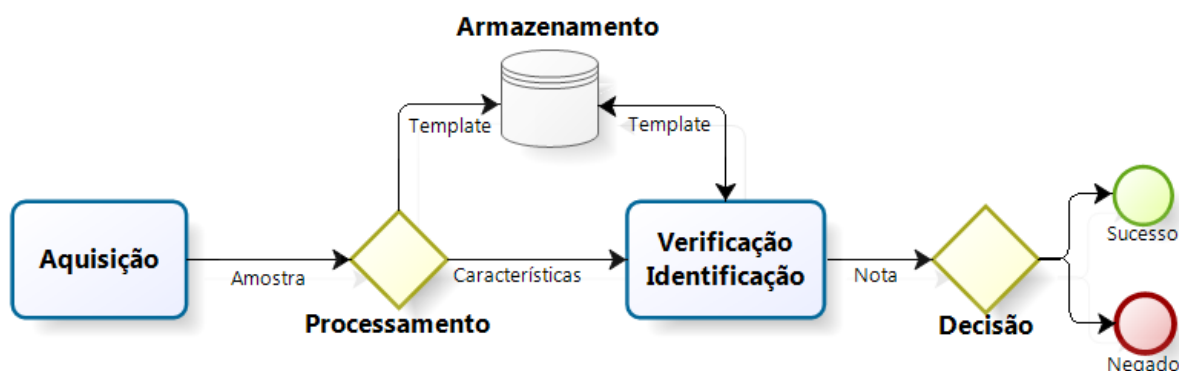 Armazenamento
Template
Template
Aquisição
Amostra
Processamento
Características
Verificação
Identificação
Nota
Decisão
Sucesso
Negado